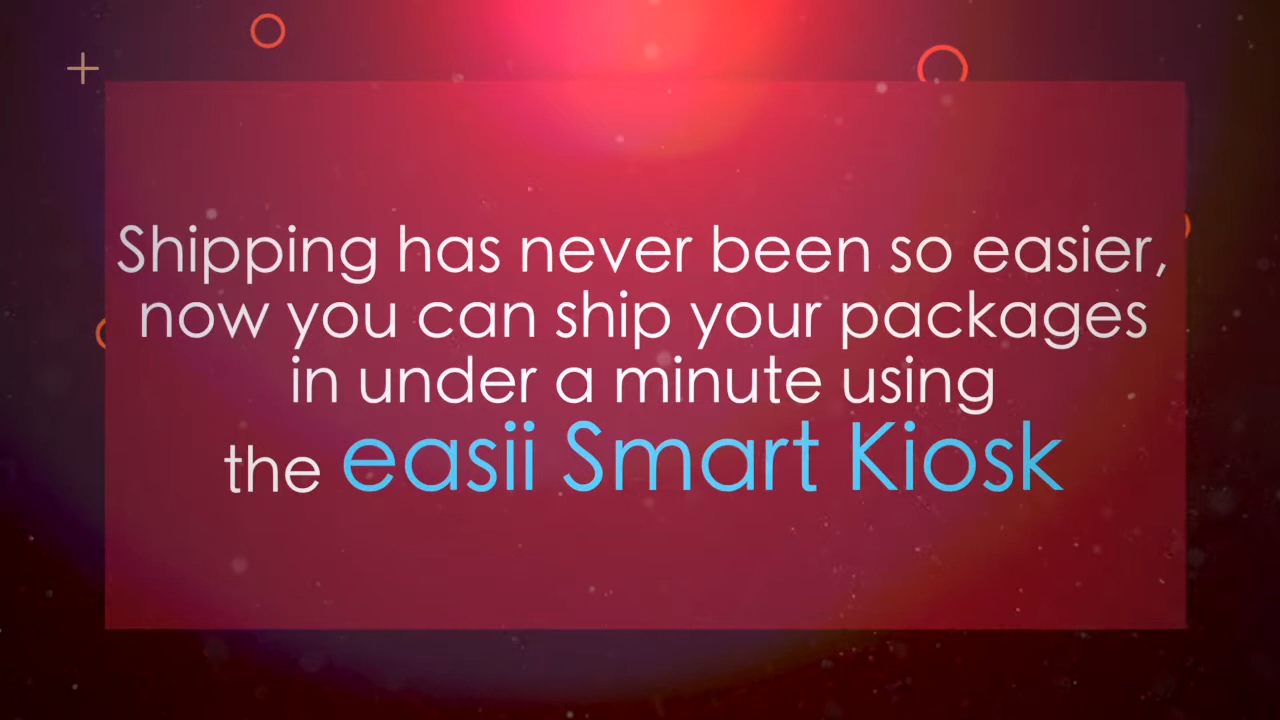 Shipping has never been so easier,
now you can ship your packages
in under a minute using
the easii Smart Kiosk